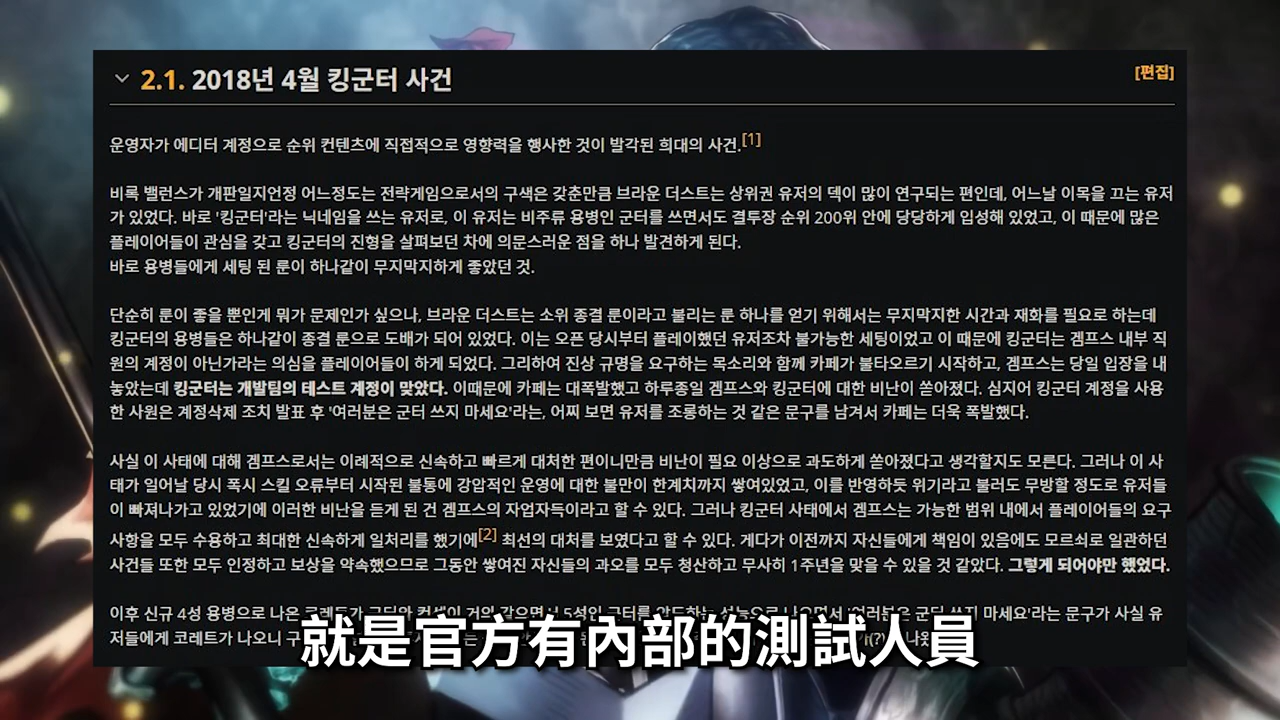 2.1. 2018년 4월 킹군터 사건
[편집]
운영자가 에디터 계정으로 순위 컨텐츠에 직접적으로 영향력을 행사한 것이 발각된 희대의 사건.[1]
비록 밸런스가 개판일지언정 어느정도는 전략게임으로서의 구색은 갖춘만큼 브라운 더스트는 상위권 유저의 덱이 많이 연구되는 편인데, 어느날 이목을 끄는 유저
가 있었다. 바로 '킹군터'라는 닉네임을 쓰는 유저로, 이 유저는 비주류 용병인 군터를 쓰면서도 결투장 순위 200위 안에 당당하게 입성해 있었고, 이 때문에 많은
플레이어들이 관심을 갖고 킹군터의 진형을 살펴보던 차에 의문스러운 점을 하나 발견하게 된다.
바로 용병들에게 세팅 된 룬이 하나같이 무지막지하게 좋았던 것.
단순히 룬이 좋을 뿐인게 뭐가 문제인가 싶으나, 브라운 더스트는 소위 종결 룬이라고 불리는 룬 하나를 얻기 위해서는 무지막지한 시간과 재화를 필요로 하는데
킹군터의 용병들은 하나같이 종결 룬으로 도배가 되어 있었다. 이는 오픈 당시부터 플레이했던 유저조차 불가능한 세팅이었고 이 때문에 킹군터는 겜프스 내부 직
원의 계정이 아닌가라는 의심을 플레이어들이 하게 되었다. 그리하여 진상 규명을 요구하는 목소리와 함께 카페가 불타오르기 시작하고, 겜프스는 당일 입장을 내
놓았는데 킹군터는 개발팀의 테스트 계정이 맞았다. 이때문에 카페는 대폭발했고 하루종일 겜프스와 킹군터에 대한 비난이 쏟아졌다. 심지어 킹군터 계정을 사용
한 사원은 계정삭제 조치 발표 후 '여러분은 군터 쓰지 마세요'라는, 어찌 보면 유저를 조롱하는 것 같은 문구를 남겨서 카페는 더욱 폭발했다.
사실 이 사태에 대해 겜프스로서는 이례적으로 신속하고 빠르게 대처한 편이니만큼 비난이 필요 이상으로 과도하게 쏟아졌다고 생각할지도 모른다. 그러나 이 사
태가 일어날 당시 폭시 스킬 오류부터 시작된 불통에 강압적인 운영에 대한 불만이 한계치까지 쌓여있었고, 이를 반영하듯 위기라고 불러도 무방할 정도로 유저들
이 빠져나가고 있었기에 이러한 비난을 듣게 된 건 겜프스의 자업자득이라고 할 수 있다. 그러나 킹군터 사태에서 겜프스는 가능한 범위 내에서 플레이어들의 요구
사항을 모두 수용하고 최대한 신속하게 일처리를 했기에[2] 최선의 대처를 보였다고 할 수 있다. 게다가 이전까지 자신들에게 책임이 있음에도 모르쇠로 일관하던
사건들 또한 모두 인정하고 보상을 약속했으므로 그동안 쌓여진 자신들의 과오를 모두 청산하고 무사히 1주년을 맞을 수 있을 것 같았다. 그렇게 되어야만 했었다.
이후 신규 4성 용병으로 나온 '여러분은 군터 쓰지 마세요'라는 문구가 사실 유
저들에게 코레트가 나오니
就是官方有內部的測試人員